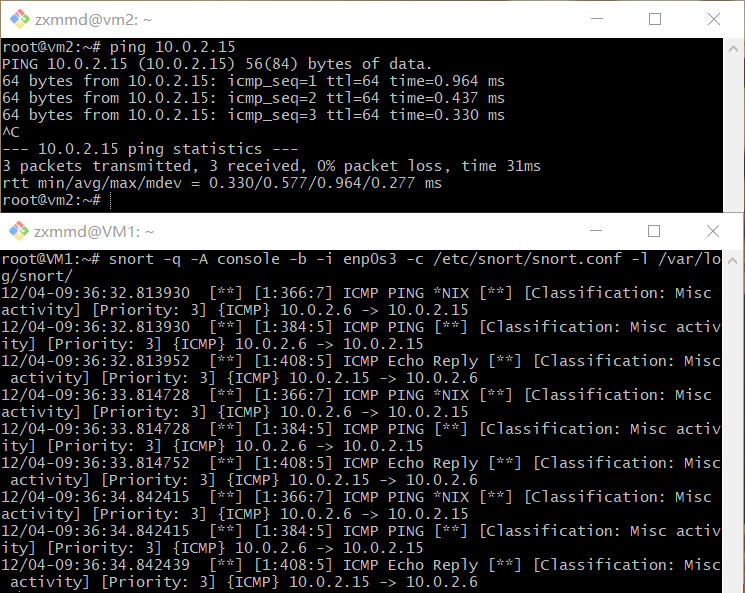 zxmmd@vm2: ~
root@vm2:~# ping 10.0.2.15
PING 10.0.2.15 (10.0.2.15) 56(84) bytes of data.
64 bytes from 10.0.2.15: icmp_seq=1 ttl=64 time=0.964 ms
64 bytes from 10.0.2.15: icmp_seq=2 ttl=64 time=0.437 ms
64 bytes from 10.0.2.15: icmp_seq=3 ttl=64 time=0.330 ms
^C
--- 10.0.2.15 ping statistics ---
3 packets transmitted, 3 received, 0% packet loss, time 31ms
rtt min/avg/max/mdev = 0.330/0.577/0.964/0.277 ms
root@vm2:~#
zxmmd@VM1: ~
root@VM1:~# snort -q -A console -b -i enp0s3 -c /etc/snort/snort.conf -l /var/lo
g/snort/
12/04-09:36:32.813930  [**] [1:366:7] ICMP PING *NIX [**] [Classification: Misc
activity] [Priority: 3] {ICMP} 10.0.2.6 -> 10.0.2.15
12/04-09:36:32.813930  [**] [1:384:5] ICMP PING [**] [Classification: Misc activ
ity] [Priority: 3] {ICMP} 10.0.2.6 -> 10.0.2.15
12/04-09:36:32.813952  [**] [1:408:5] ICMP Echo Reply [**] [Classification: Misc
 activity] [Priority: 3] {ICMP} 10.0.2.15 -> 10.0.2.6
12/04-09:36:33.814728  [**] [1:366:7] ICMP PING *NIX [**] [Classification: Misc
activity] [Priority: 3] {ICMP} 10.0.2.6 -> 10.0.2.15
12/04-09:36:33.814728  [**] [1:384:5] ICMP PING [**] [Classification: Misc activ
ity] [Priority: 3] {ICMP} 10.0.2.6 -> 10.0.2.15
12/04-09:36:33.814752  [**] [1:408:5] ICMP Echo Reply [**] [Classification: Misc
 activity] [Priority: 3] {ICMP} 10.0.2.15 -> 10.0.2.6
12/04-09:36:34.842415  [**] [1:366:7] ICMP PING *NIX [**] [Classification: Misc
activity] [Priority: 3] {ICMP} 10.0.2.6 -> 10.0.2.15
12/04-09:36:34.842415  [**] [1:384:5] ICMP PING [**] [Classification: Misc activ
ity] [Priority: 3] {ICMP} 10.0.2.6 -> 10.0.2.15
12/04-09:36:34.842439  [**] [1:408:5] ICMP Echo Reply [**] [Classification: Misc
 activity] [Priority: 3] {ICMP} 10.0.2.15 -> 10.0.2.6